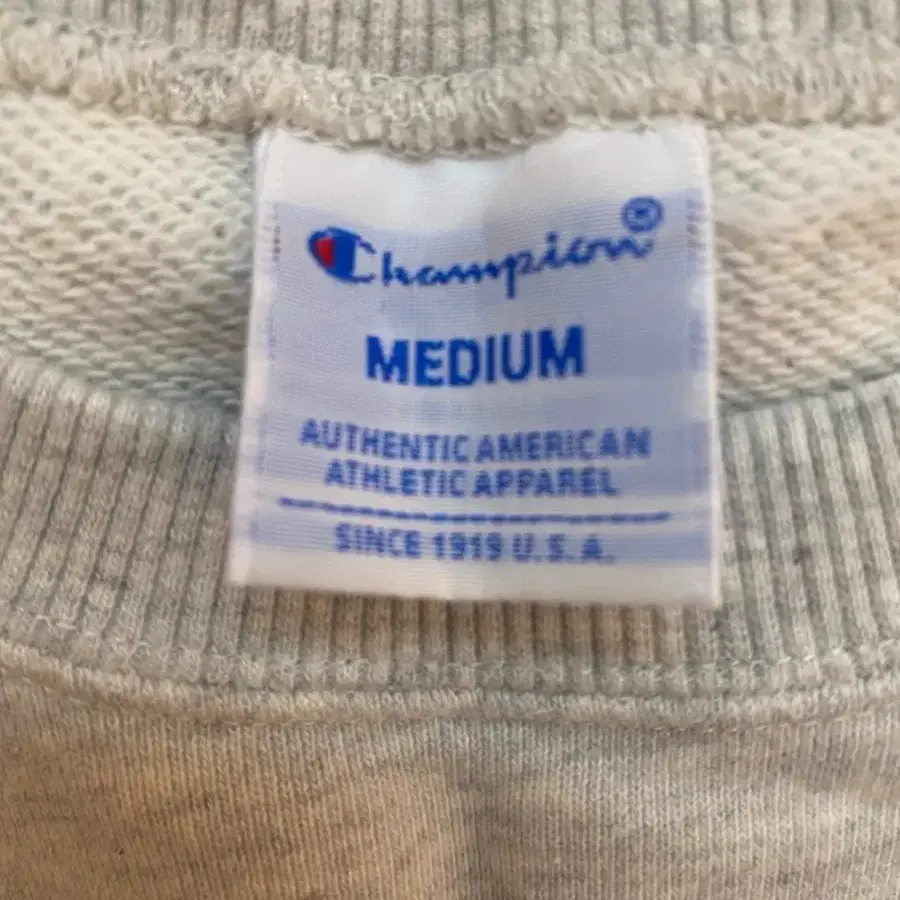 Champion®
MEDIUM
AUTHENTIC AMERICAN
ATHLETIC APPAREL
SINCE 1919 U.S.A.